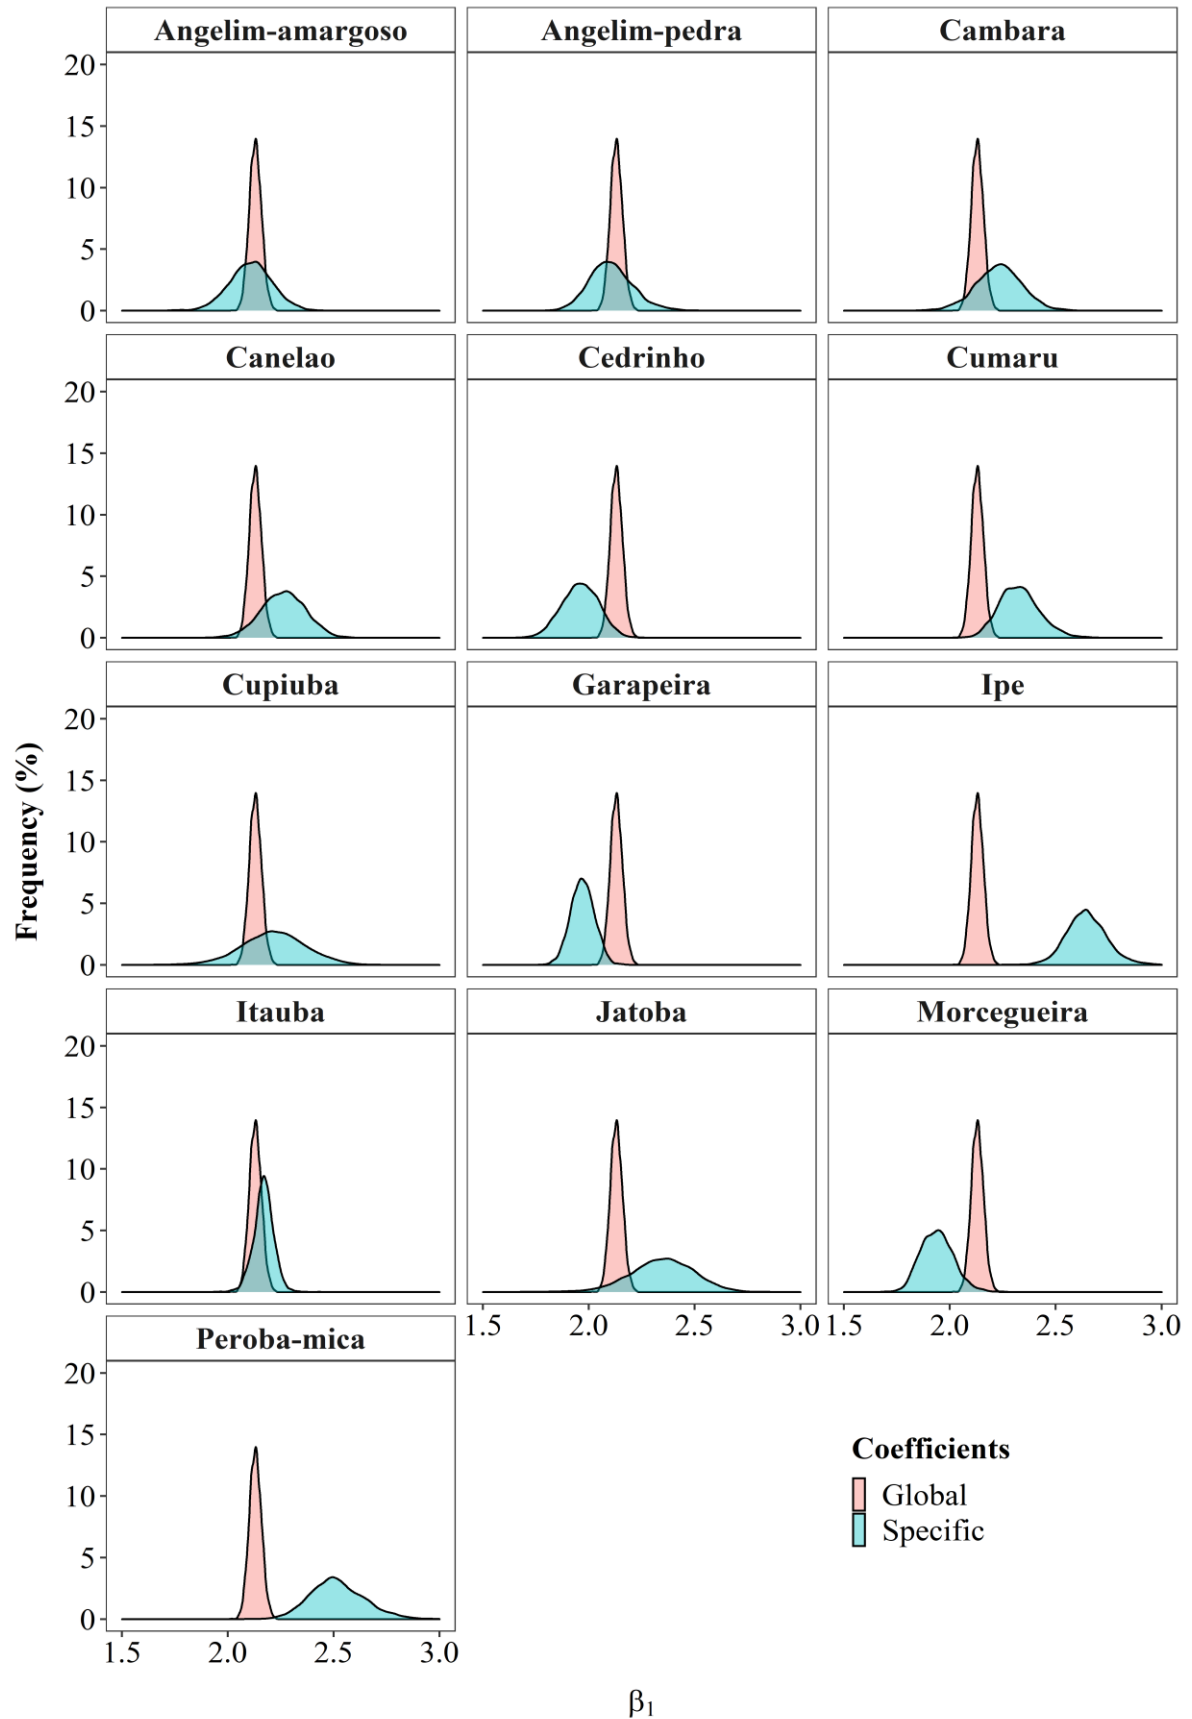 Angelim-amargoso Angelim-pedra Cambara
20
15
10
5
0
Canelao Cedrinho Cumaru
20
15
10
5
0
Cupiuba Garapeira Ipe
20
15
10
5
0
Itauba Jatoba Morcegueira
20
15
10
5
0
1.5 2.0 2.5 3.0 1.5 2.0 2.5 3.0
Peroba-mica
20
15
10
5
0
1.5 2.0 2.5 3.0
Frequency (%)
β1
Coefficients
Global
Specific